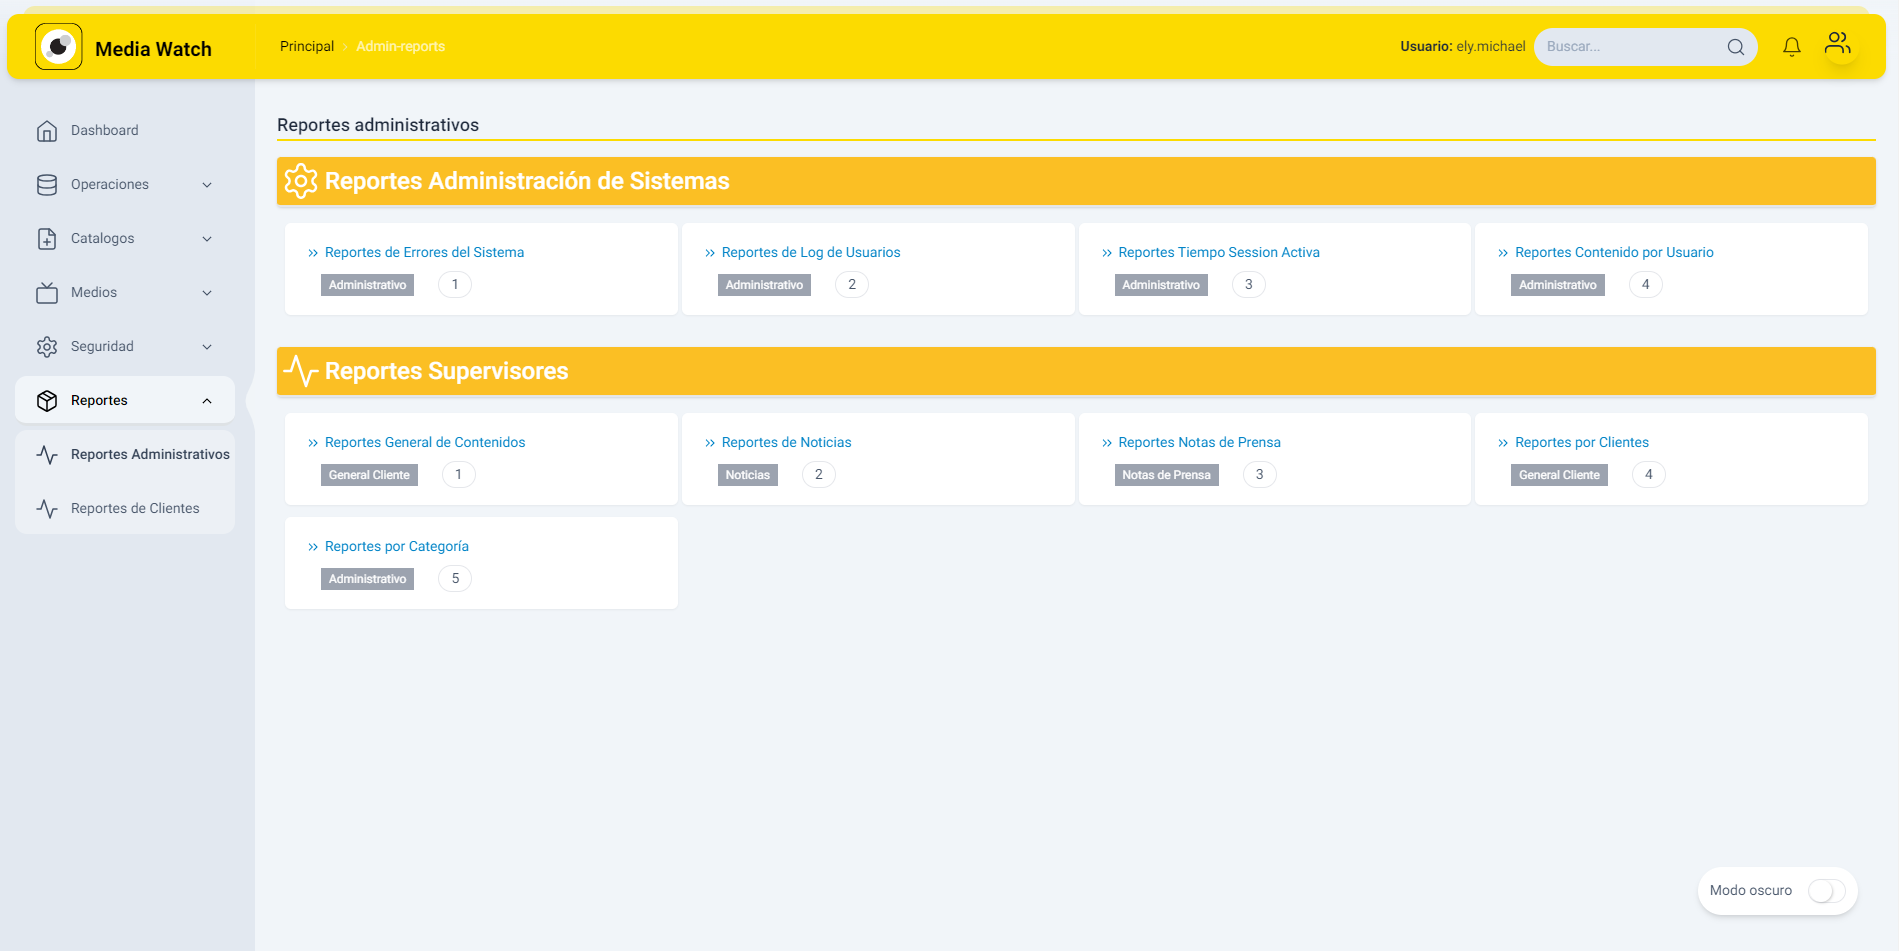 Media Watch
Principal > Admin-reports
Usuario: ely.michael
Buscar...
Dashboard
Operaciones
Catalogos
Medios
Seguridad
Reportes
Reportes Administrativos
Reportes de Clientes
Reportes administrativos
Reportes Administración de Sistemas
Reportes de Errores del Sistema
Administrativo 1
Reportes de Log de Usuarios
Administrativo 2
Reportes Tiempo Session Activa
Administrativo 3
Reportes Contenido por Usuario
Administrativo 4
Reportes Supervisores
Reportes General de Contenidos
General Cliente 1
Reportes de Noticias
Noticias 2
Reportes Notas de Prensa
Notas de Prensa 3
Reportes por Clientes
General Cliente 4
Reportes por Categoría
Administrativo 5
Modo oscuro